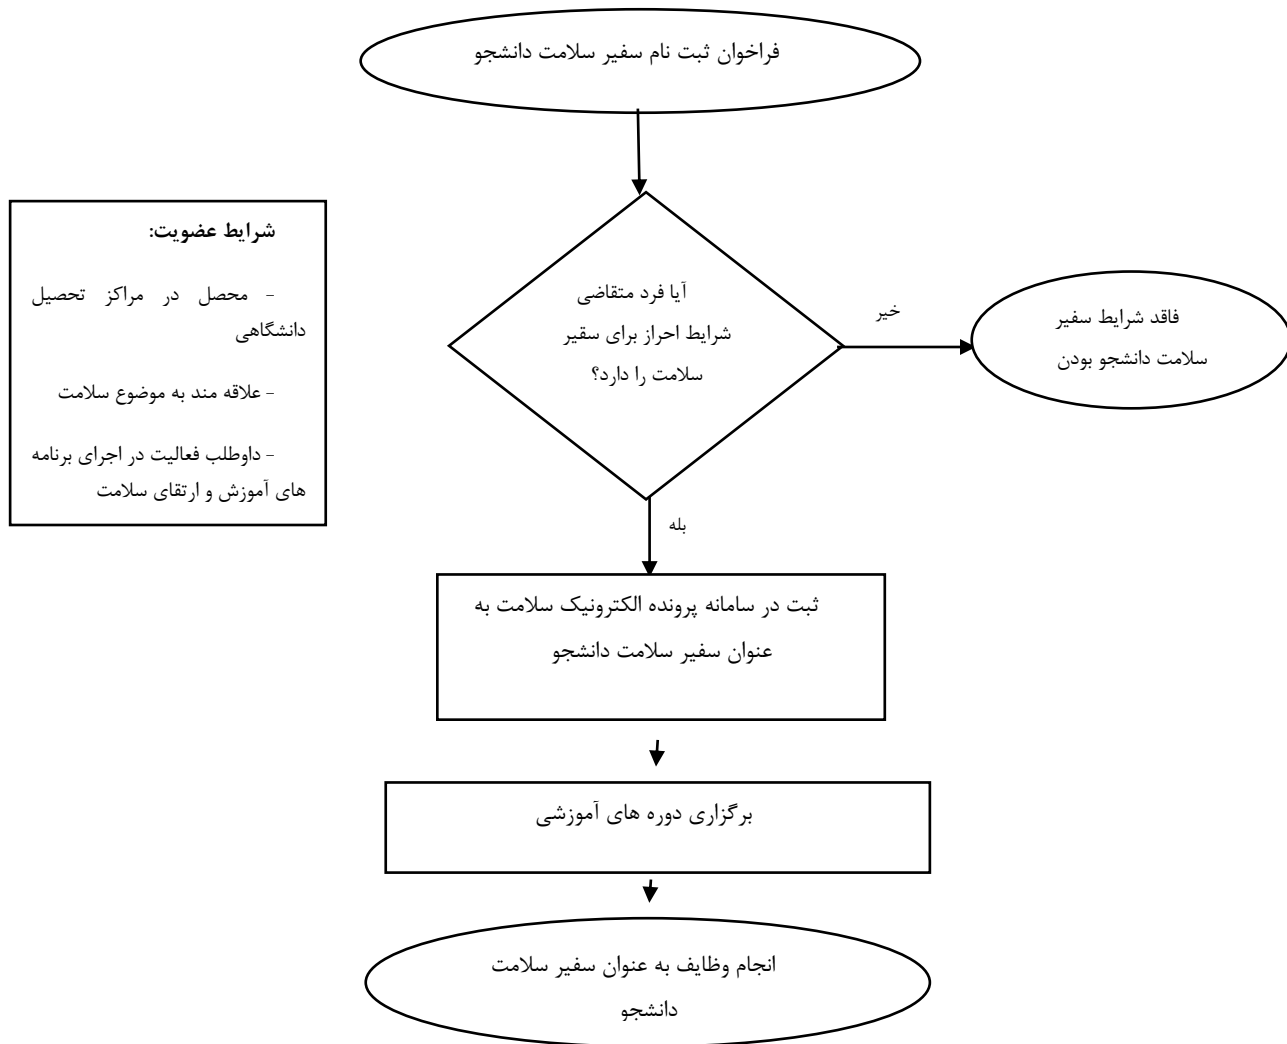 فراخوان ثبت نام سفیر سلامت دانشجو
شرایط عضویت:
- محصل در مراکز تحصیل
دانشگاهی
- علاقه مند به موضوع سلامت
- داوطلب فعالیت در اجرای برنامه
های آموزش و ارتقای سلامت
آیا فرد متقاضی
شرایط احراز برای سقیر
سلامت را دارد؟
خیر
فاقد شرایط سفیر
سلامت دانشجو بودن
بله
ثبت در سامانه پرونده الکترونیک سلامت به
عنوان سفیر سلامت دانشجو
برگزاری دوره های آموزشی
انجام وظایف به عنوان سفیر سلامت
دانشجو